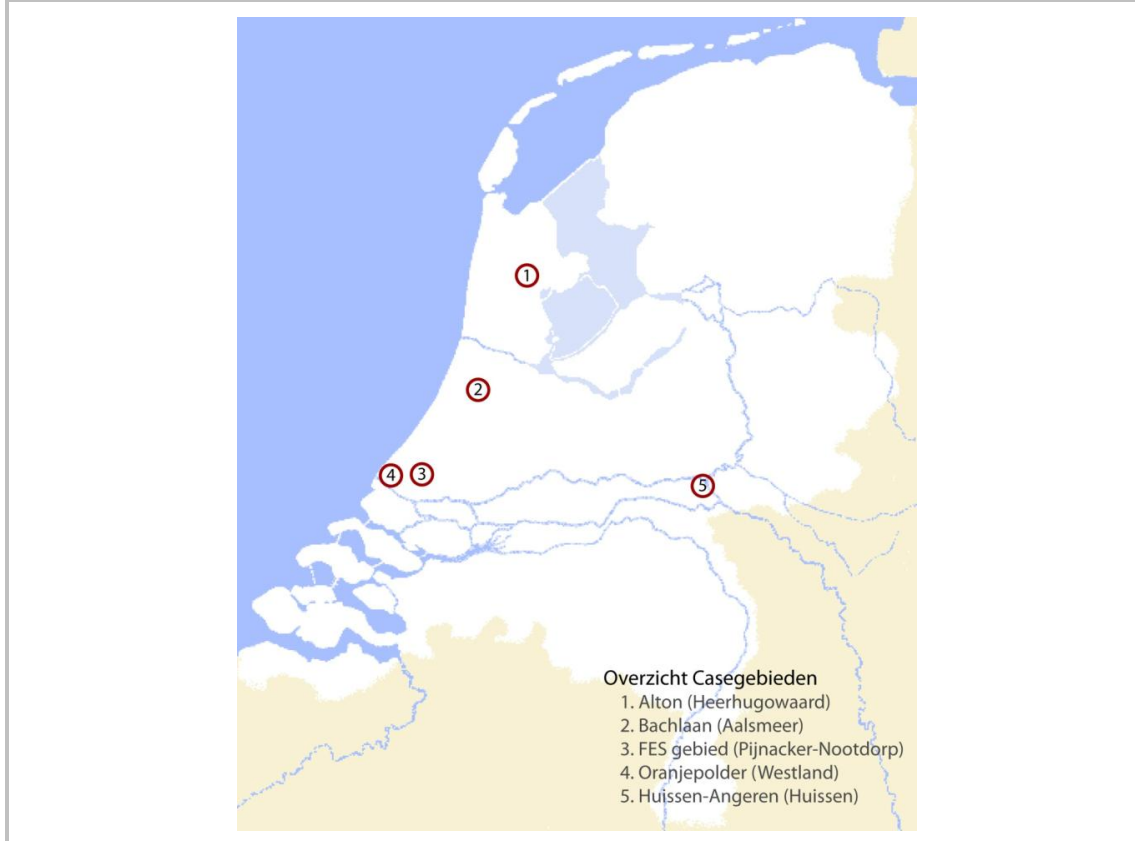 1
2
4
3
5
Overzicht Casegebieden
1. Alton (Heerhugowaard)
2. Bachlaan (Aalsmeer)
3. FES gebied (Pijnacker-Nootdorp)
4. Oranjepolder (Westland)
5. Huissen-Angeren (Huissen)